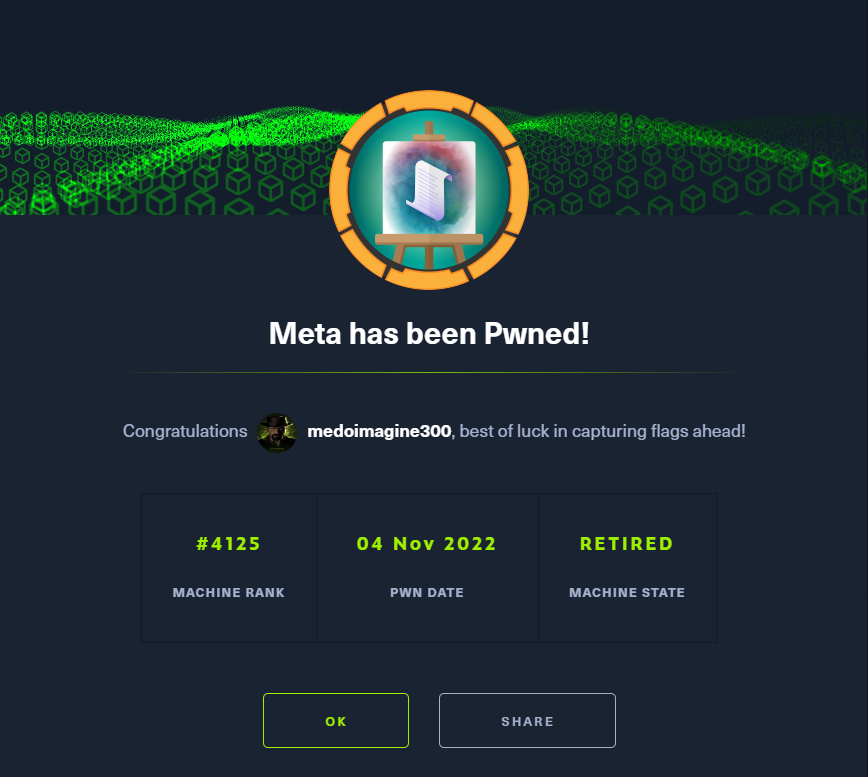 Meta has been Pwned!
Congratulations medoimagine300, best of luck in capturing flags ahead!
#4125 04 Nov 2022 RETIRED
MACHINE RANK PWN DATE MACHINE STATE
OK SHARE